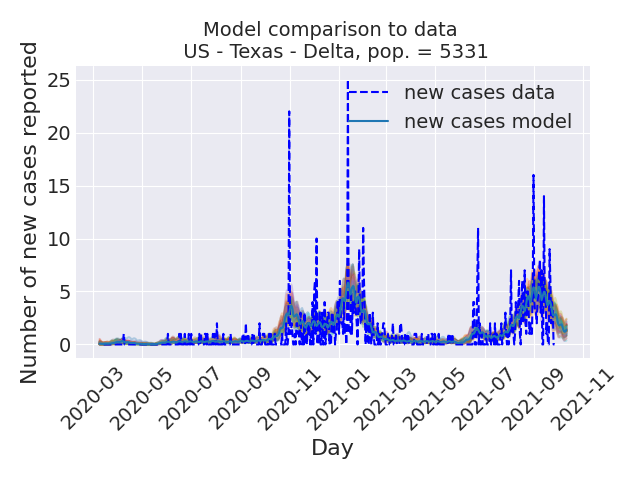 Model comparison to data
US - Texas - Delta, pop. = 5331
Number of new cases reported
25
20
15
10
5
0
new cases data
new cases model
2020-03
2020-05
2020-07
2020-09
2020-11
2021-01
2021-03
2021-05
2021-07
2021-09
2021-11
Day